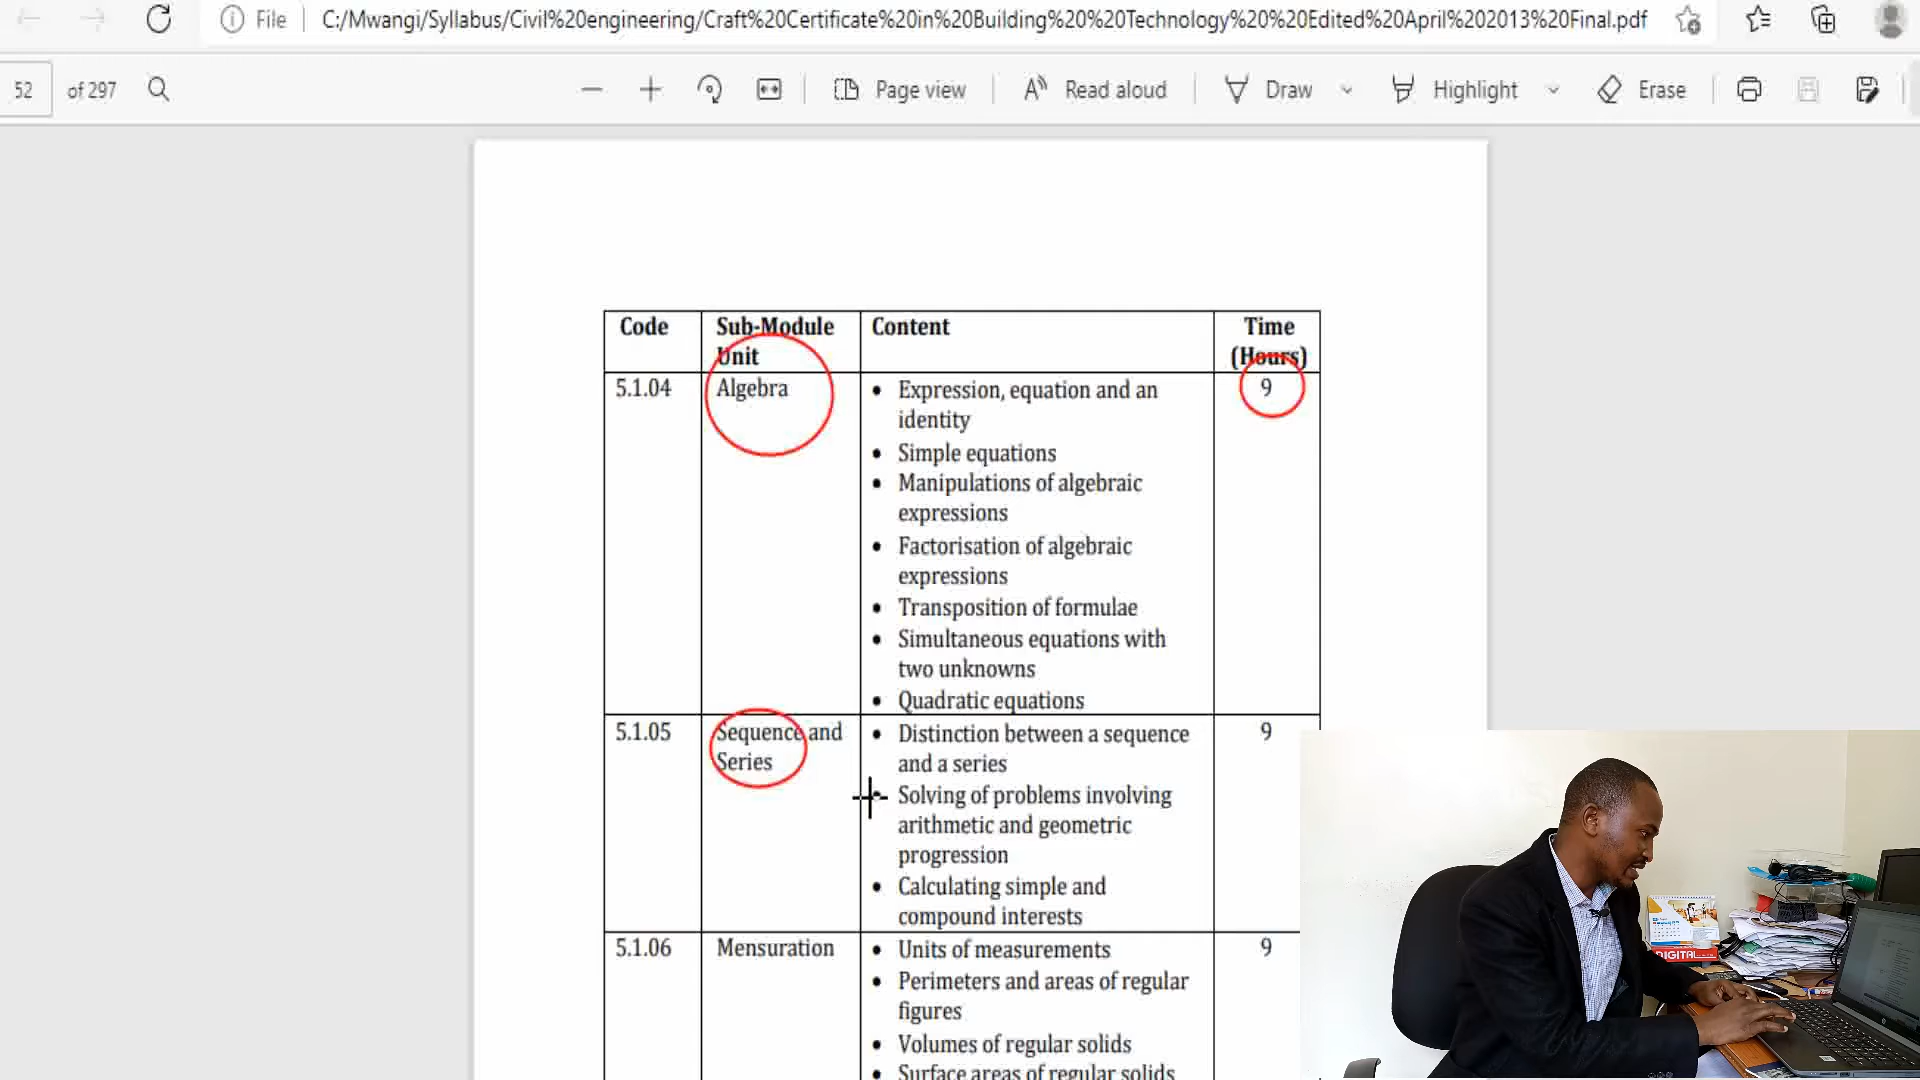 File
C:/Mwangi/Syllabus/Civil%20engineering/Craft%20Certificate%20in%20Building%20%20Technology%20%20Edited%20April%202013%20Final.pdf
52 of 297
Page view
Read aloud
Draw
Highlight
Erase
Code
Sub-Module
Unit
Content
Time
(Hours)
5.1.04
Algebra
• Expression, equation and an
identity
• Simple equations
• Manipulations of algebraic
expressions
• Factorisation of algebraic
expressions
• Transposition of formulae
• Simultaneous equations with
two unknowns
• Quadratic equations
9
5.1.05
Sequence and
Series
• Distinction between a sequence
and a series
• Solving of problems involving
arithmetic and geometric
progression
• Calculating simple and
compound interests
9
5.1.06
Mensuration
• Units of measurements
• Perimeters and areas of regular
figures
• Volumes of regular solids
• Surface areas of regular solids
9
DIGITAL